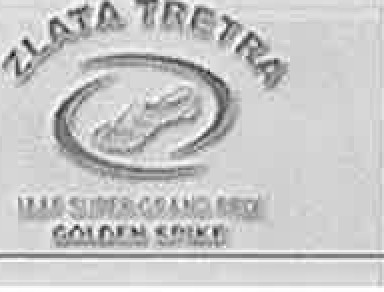 ZLATA TRETRA
IAAF SUPER GRAND PRIX
GOLDEN SPIKE